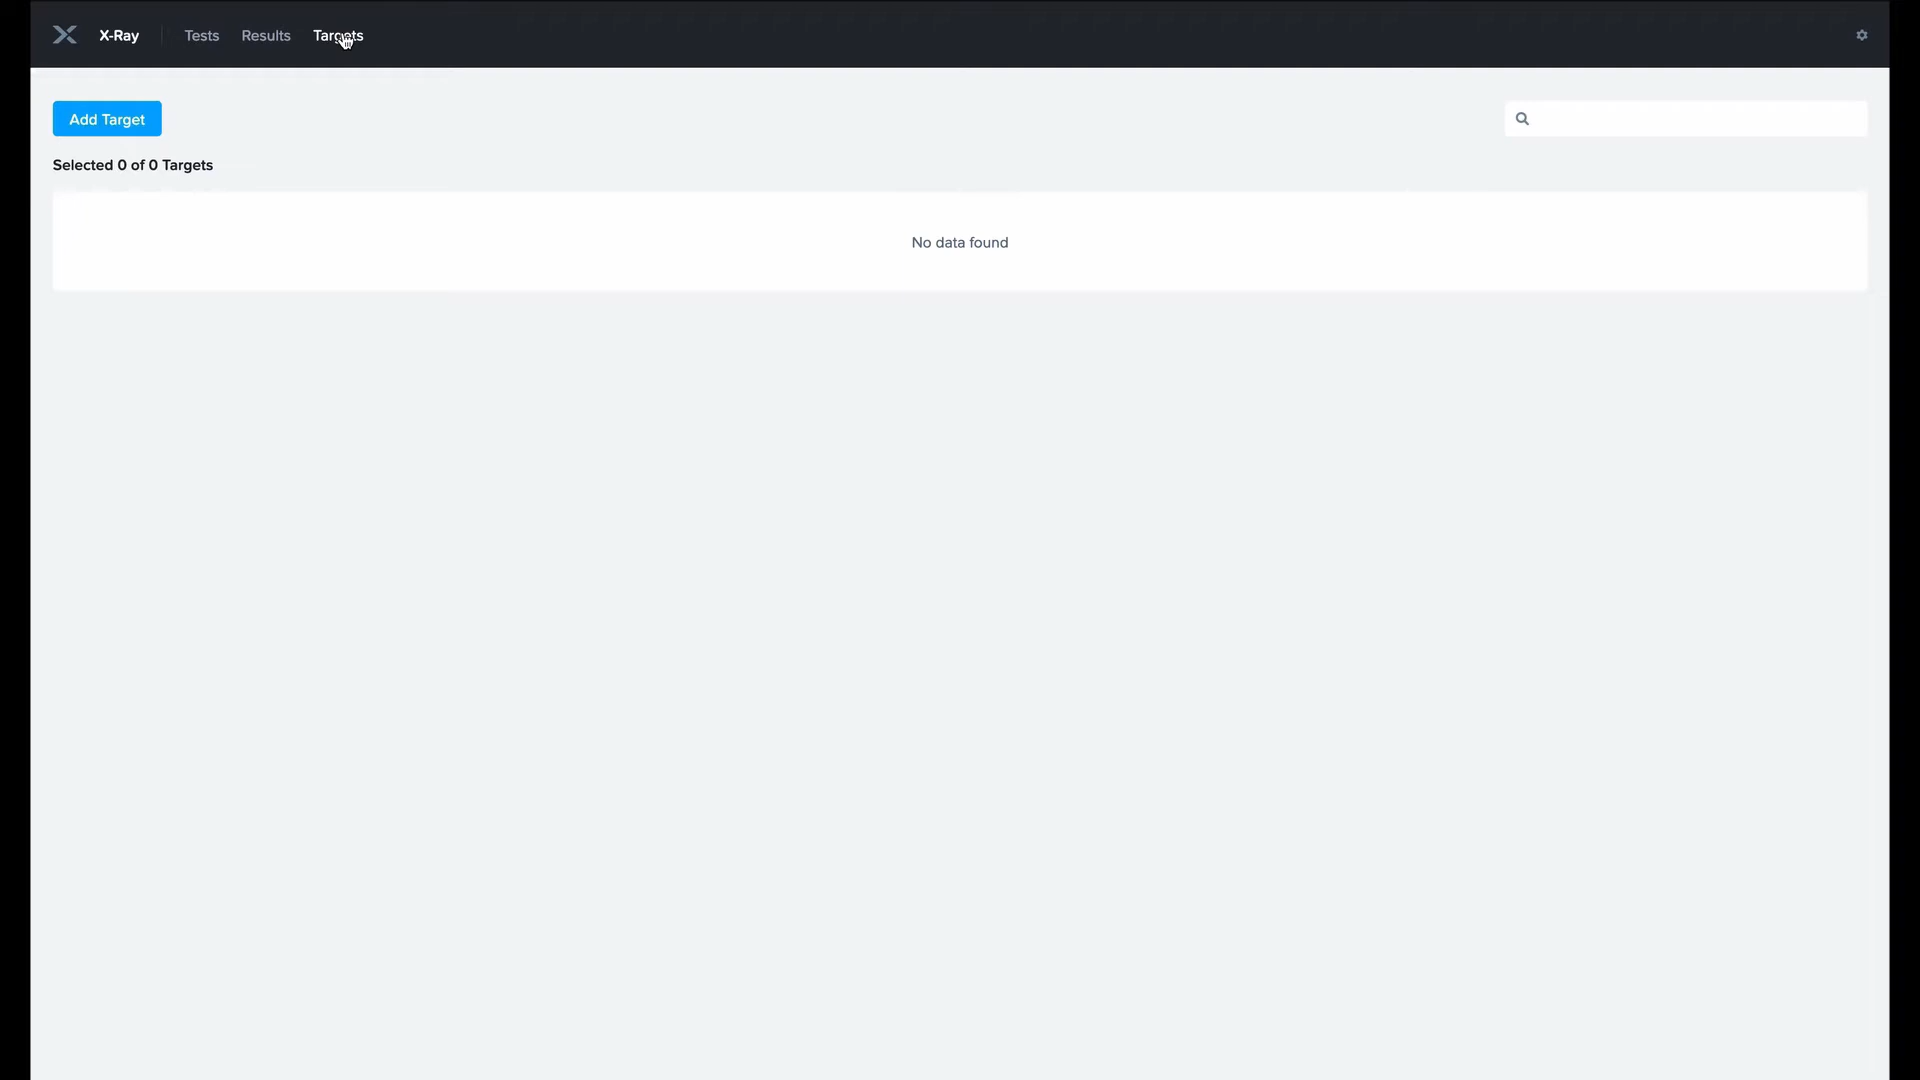 X-Ray Tests Results Targets
Add Target
Selected 0 of 0 Targets
No data found